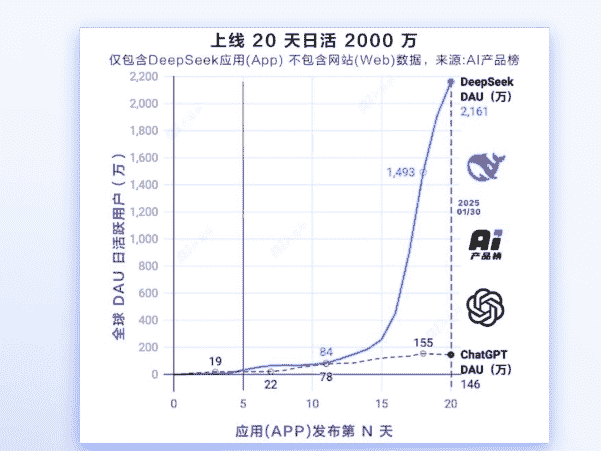 上线 20 天日活 2000 万
仅包含DeepSeek应用(App) 不包含网站(Web)数据，来源:AI产品榜
全球 DAU 日活跃用户（万）
2,200
2,000
1,800
1,600
1,400
1,200
1,000
800
600
400
200
0
19
22
84
78
1,493
155
DeepSeek
DAU（万）
2,161
2025
01/30
Ai
产品榜
ChatGPT
DAU（万）
146
0
5
10
15
20
应用(APP)发布第 N 天